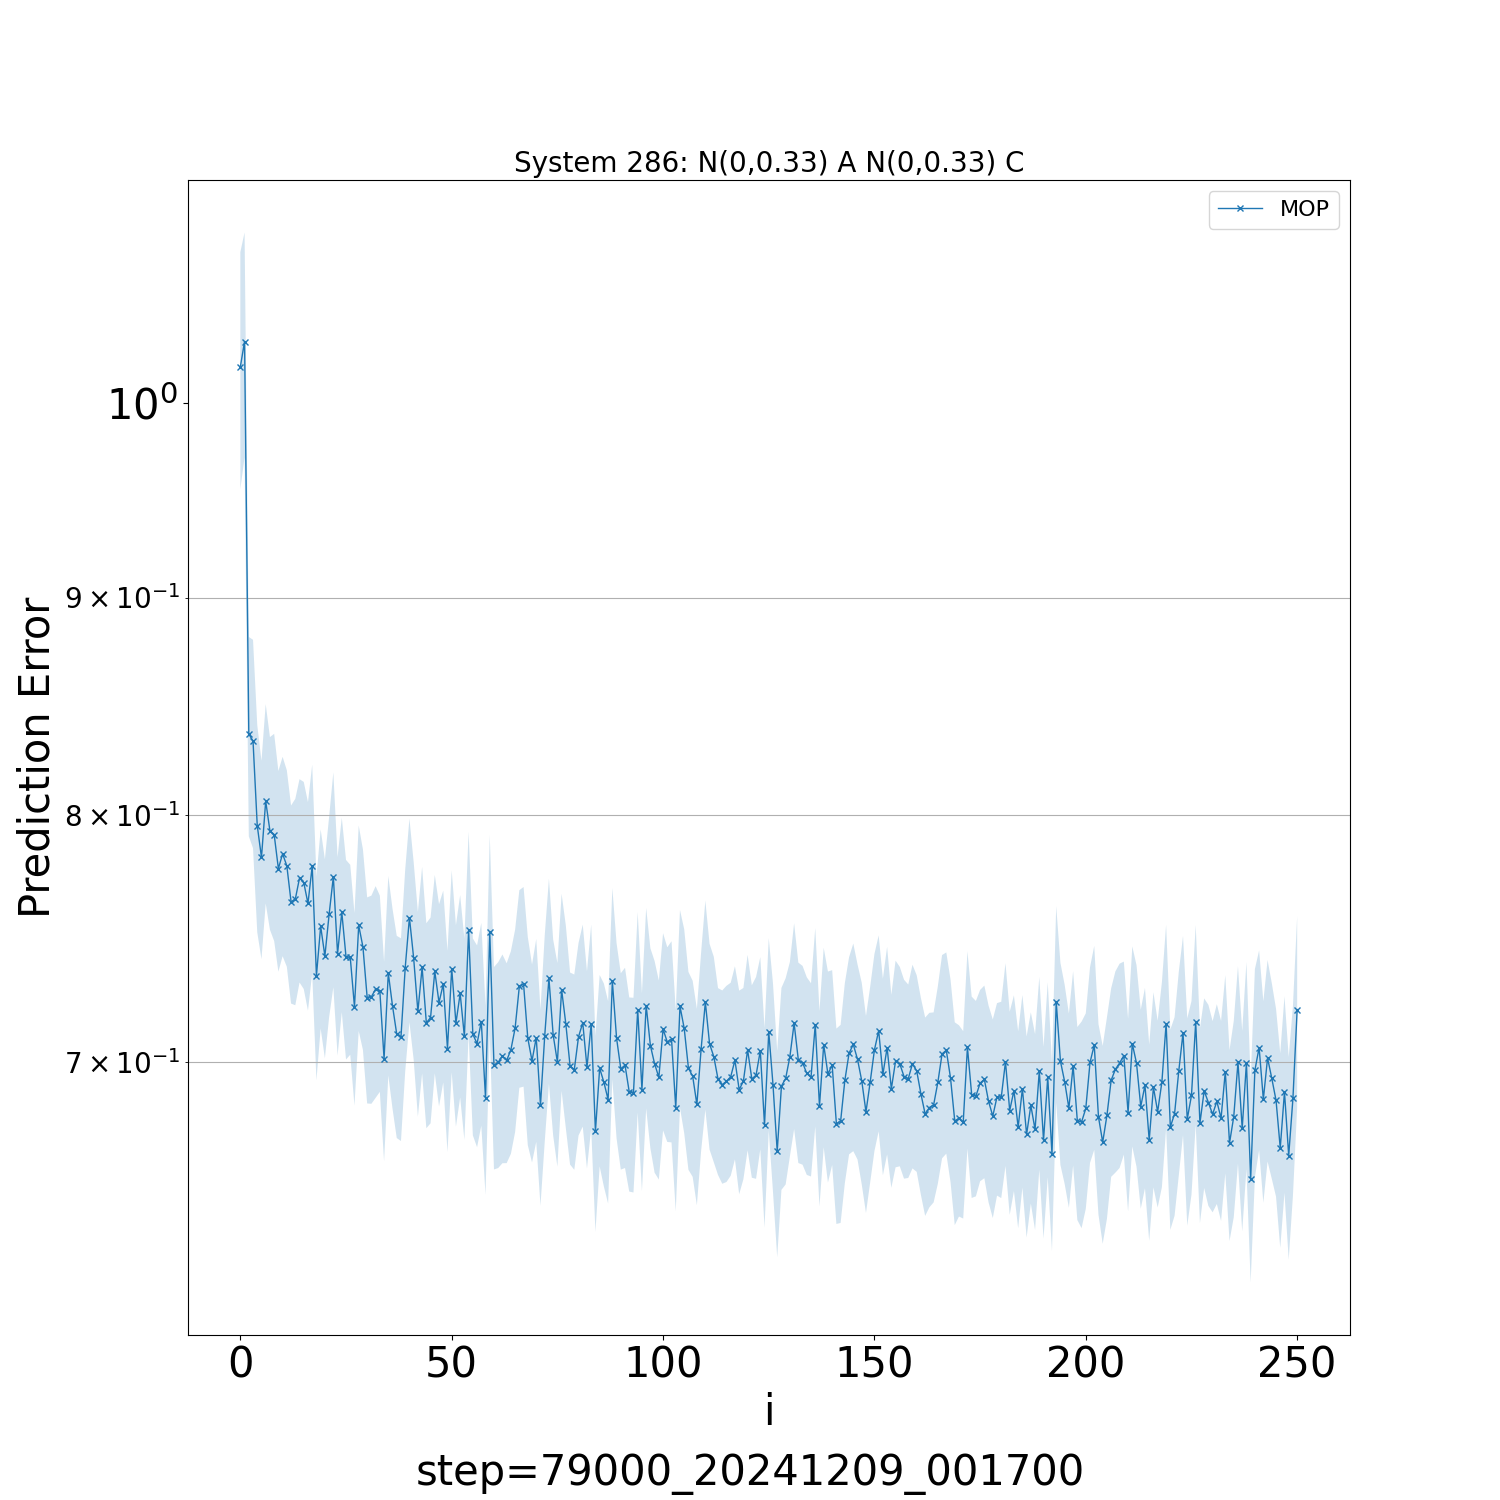 System 286: N(0,0.33) A N(0,0.33) C
MOP
Prediction Error
10⁰
9 × 10⁻¹
8 × 10⁻¹
7 × 10⁻¹
0 50 100 150 200 250
i
step=79000_20241209_001700